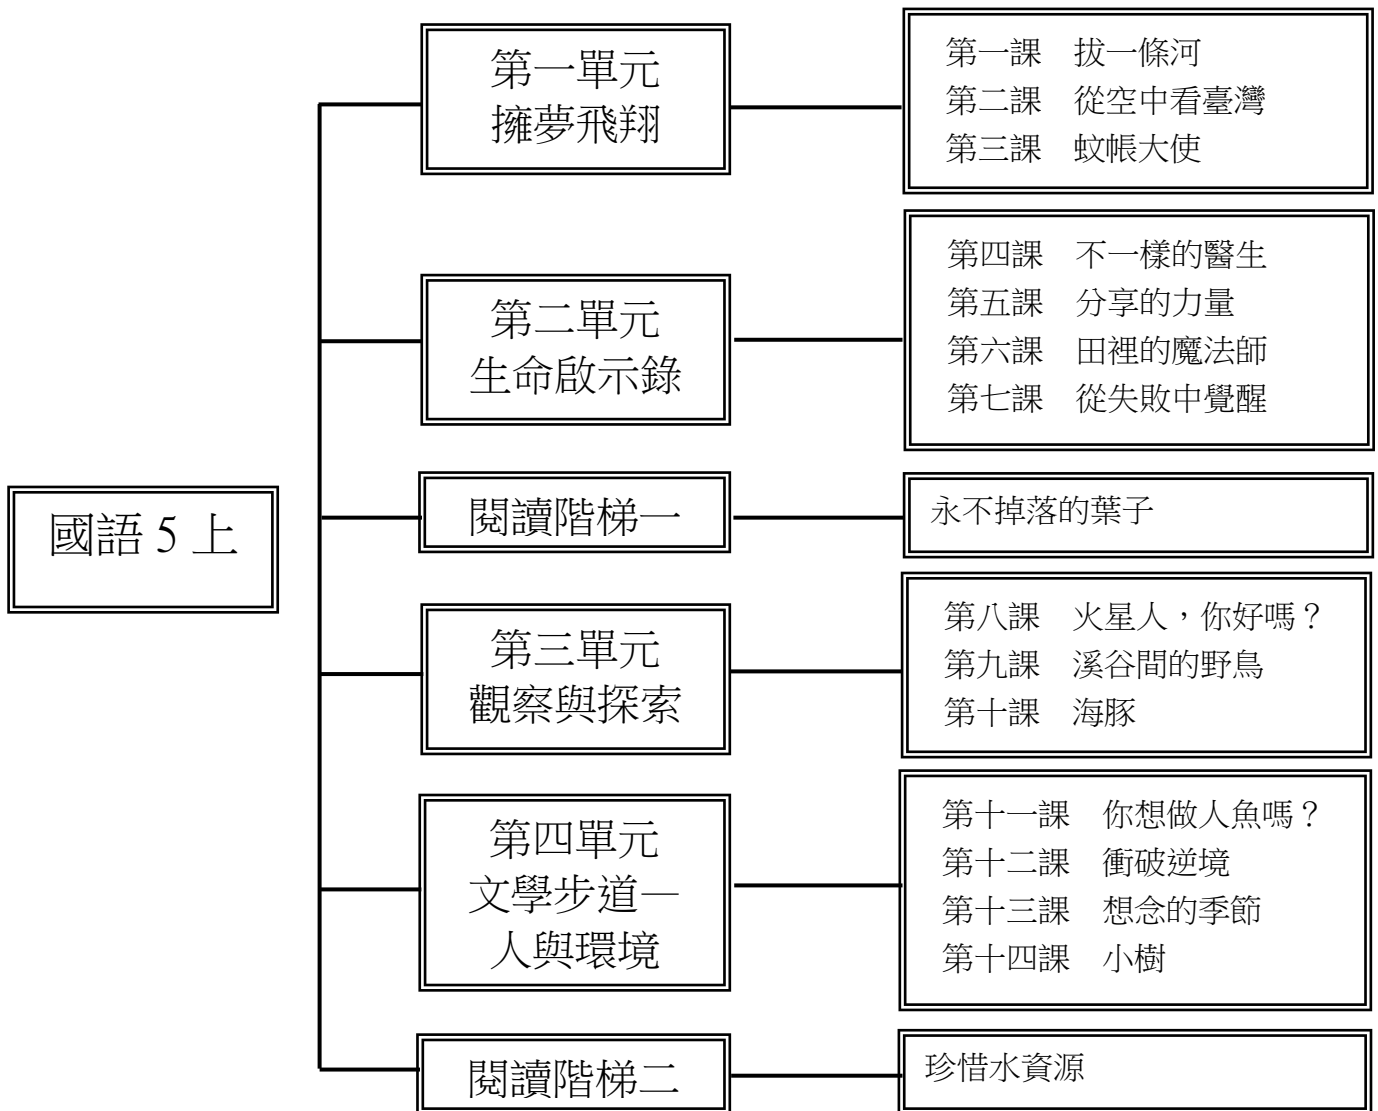 國語 5 上
第一單元
擁夢飛翔
第一課　拔一條河
第二課　從空中看臺灣
第三課　蚊帳大使
第二單元
生命啟示錄
第四課　不一樣的醫生
第五課　分享的力量
第六課　田裡的魔法師
第七課　從失敗中覺醒
閱讀階梯一
永不掉落的葉子
第三單元
觀察與探索
第八課　火星人，你好嗎？
第九課　溪谷間的野鳥
第十課　海豚
第四單元
文學步道—
人與環境
第十一課　你想做人魚嗎？
第十二課　衝破逆境
第十三課　想念的季節
第十四課　小樹
閱讀階梯二
珍惜水資源